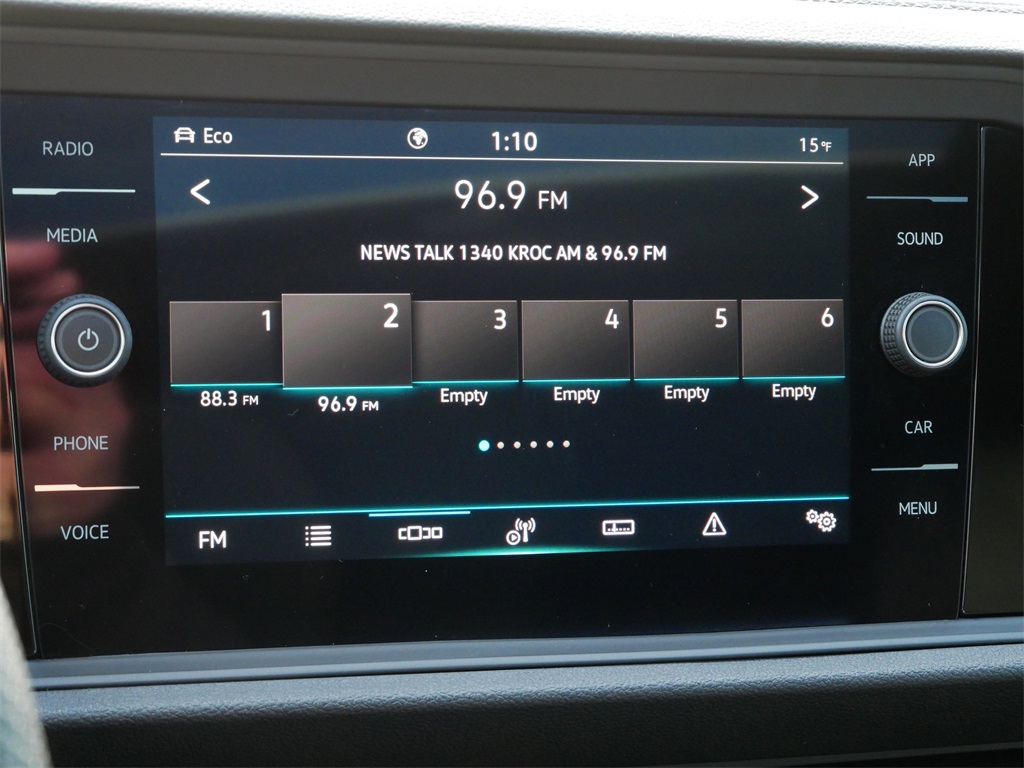 RADIO
MEDIA
PHONE
VOICE
Eco
1:10
15°F
96.9 FM
NEWS TALK 1340 KROC AM & 96.9 FM
1
2
3
4
5
6
88.3 FM
96.9 FM
Empty
Empty
Empty
Empty
FM
APP
SOUND
CAR
MENU